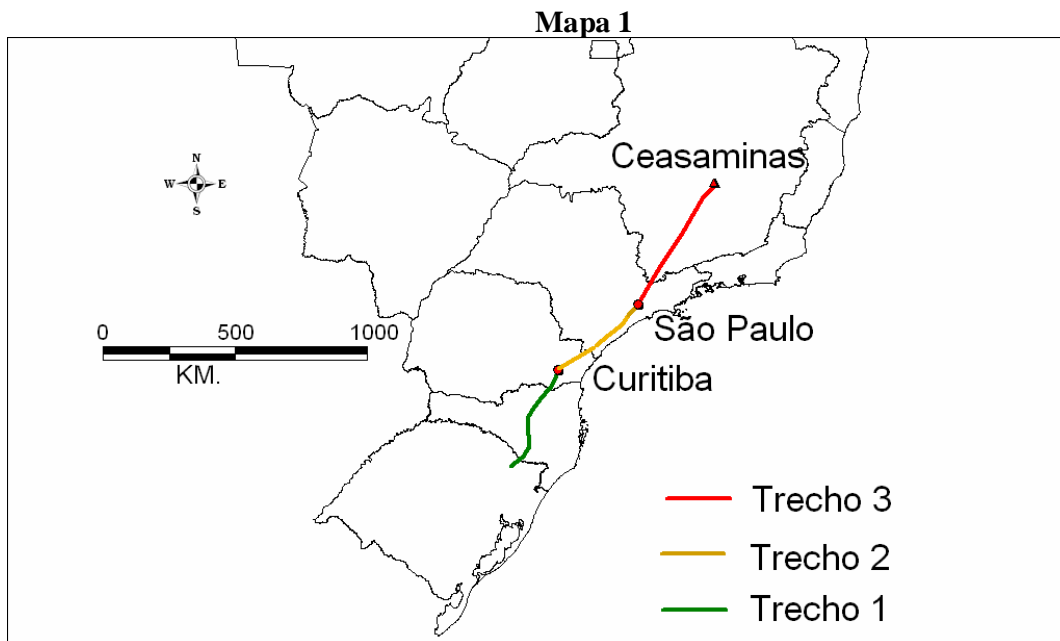 Mapa 1
N
W E
S
Ceasaminas
São Paulo
Curitiba
0 500 1000
KM.
Trecho 3
Trecho 2
Trecho 1